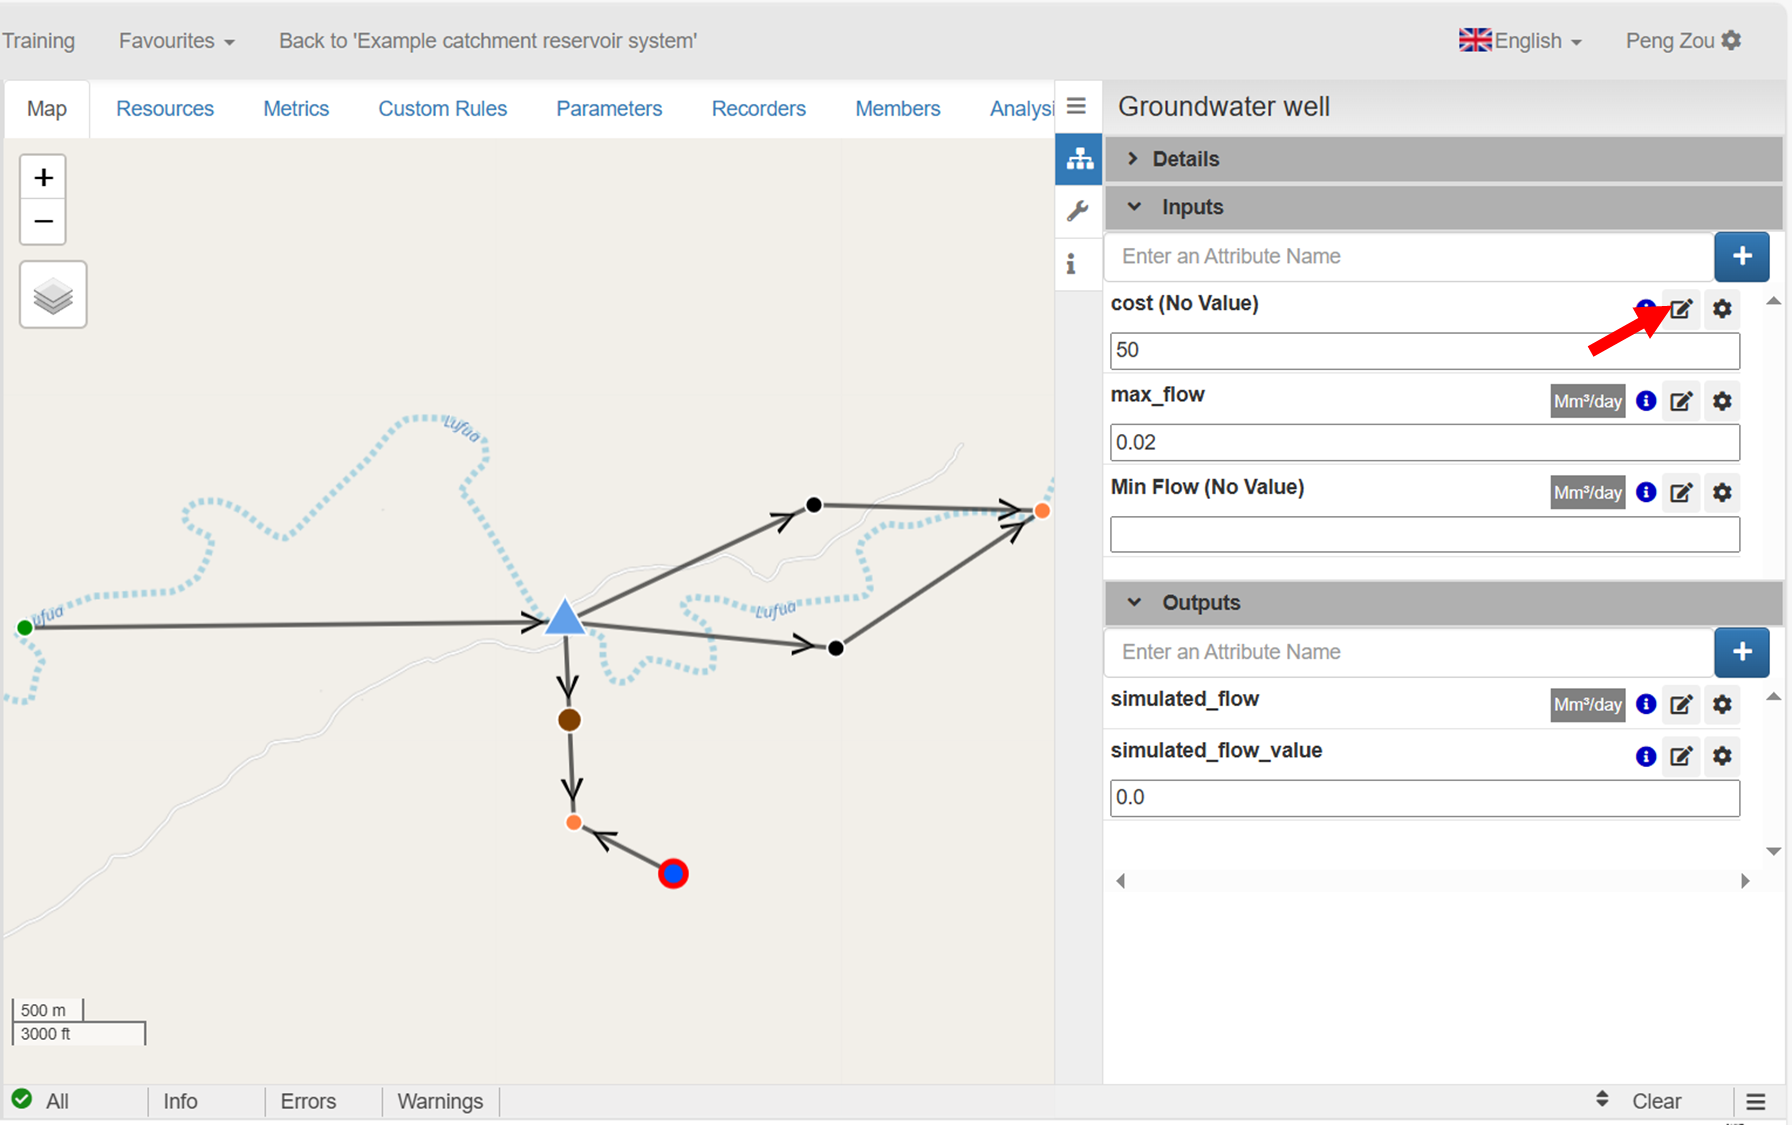 Training Favourites Back to 'Example catchment reservoir system' English Peng Zou
Map Resources Metrics Custom Rules Parameters Recorders Members Analysi
Groundwater well
Details
Inputs
Enter an Attribute Name
cost (No Value)
50
max_flow Mm³/day
0.02
Min Flow (No Value) Mm³/day
Outputs
Enter an Attribute Name
simulated_flow Mm³/day
simulated_flow_value
0.0
Lufua
Lufua
ufua
500 m
3000 ft
All Info Errors Warnings Clear